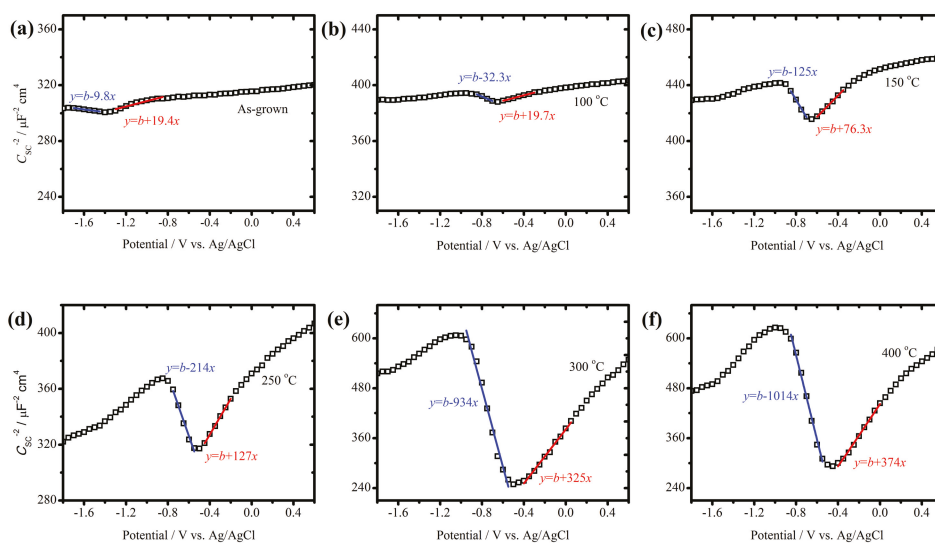 (a)
360
330
300
270
240
C_SC^-2 / μF^-2 cm^4
y=b-9.8x
y=b+19.4x
As-grown
-1.6 -1.2 -0.8 -0.4 0.0 0.4
Potential / V vs. Ag/AgCl
(b)
440
400
360
320
y=b-32.3x
y=b+19.7x
100 °C
-1.6 -1.2 -0.8 -0.4 0.0 0.4
Potential / V vs. Ag/AgCl
(c)
480
440
400
360
y=b-125x
y=b+76.3x
150 °C
-1.6 -1.2 -0.8 -0.4 0.0 0.4
Potential / V vs. Ag/AgCl
(d)
400
360
320
280
C_SC^-2 / μF^-2 cm^4
y=b-214x
y=b+127x
250 °C
-1.6 -1.2 -0.8 -0.4 0.0 0.4
Potential / V vs. Ag/AgCl
(e)
600
480
360
240
y=b-934x
y=b+325x
300 °C
-1.6 -1.2 -0.8 -0.4 0.0 0.4
Potential / V vs. Ag/AgCl
(f)
600
480
360
240
y=b-1014x
y=b+374x
400 °C
-1.6 -1.2 -0.8 -0.4 0.0 0.4
Potential / V vs. Ag/AgCl